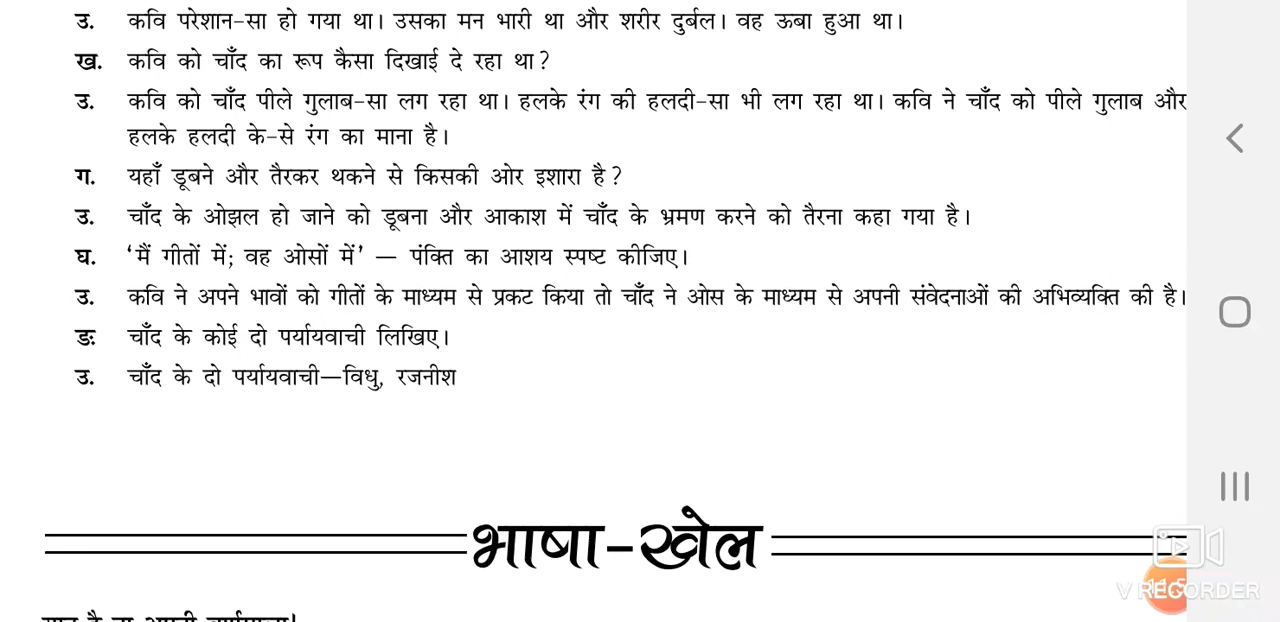 उ. कवि परेशान-सा हो गया था। उसका मन भारी था और शरीर दुर्बल। वह ऊबा हुआ था।
ख. कवि को चाँद का रूप कैसा दिखाई दे रहा था?
उ. कवि को चाँद पीले गुलाब-सा लग रहा था। हलके रंग की हलदी-सा भी लग रहा था। कवि ने चाँद को पीले गुलाब और
हलके हलदी के-से रंग का माना है।
ग. यहाँ डूबने और तैरकर थकने से किसकी ओर इशारा है?
उ. चाँद के ओझल हो जाने को डूबना और आकाश में चाँद के भ्रमण करने को तैरना कहा गया है।
घ. ‘मैं गीतों में; वह ओसों में’ — पंक्ति का आशय स्पष्ट कीजिए।
उ. कवि ने अपने भावों को गीतों के माध्यम से प्रकट किया तो चाँद ने ओस के माध्यम से अपनी संवेदनाओं की अभिव्यक्ति की है।
ङः चाँद के कोई दो पर्यायवाची लिखिए।
उ. चाँद के दो पर्यायवाची—विधु, रजनीश
भाषा-खेल
V RECORDER